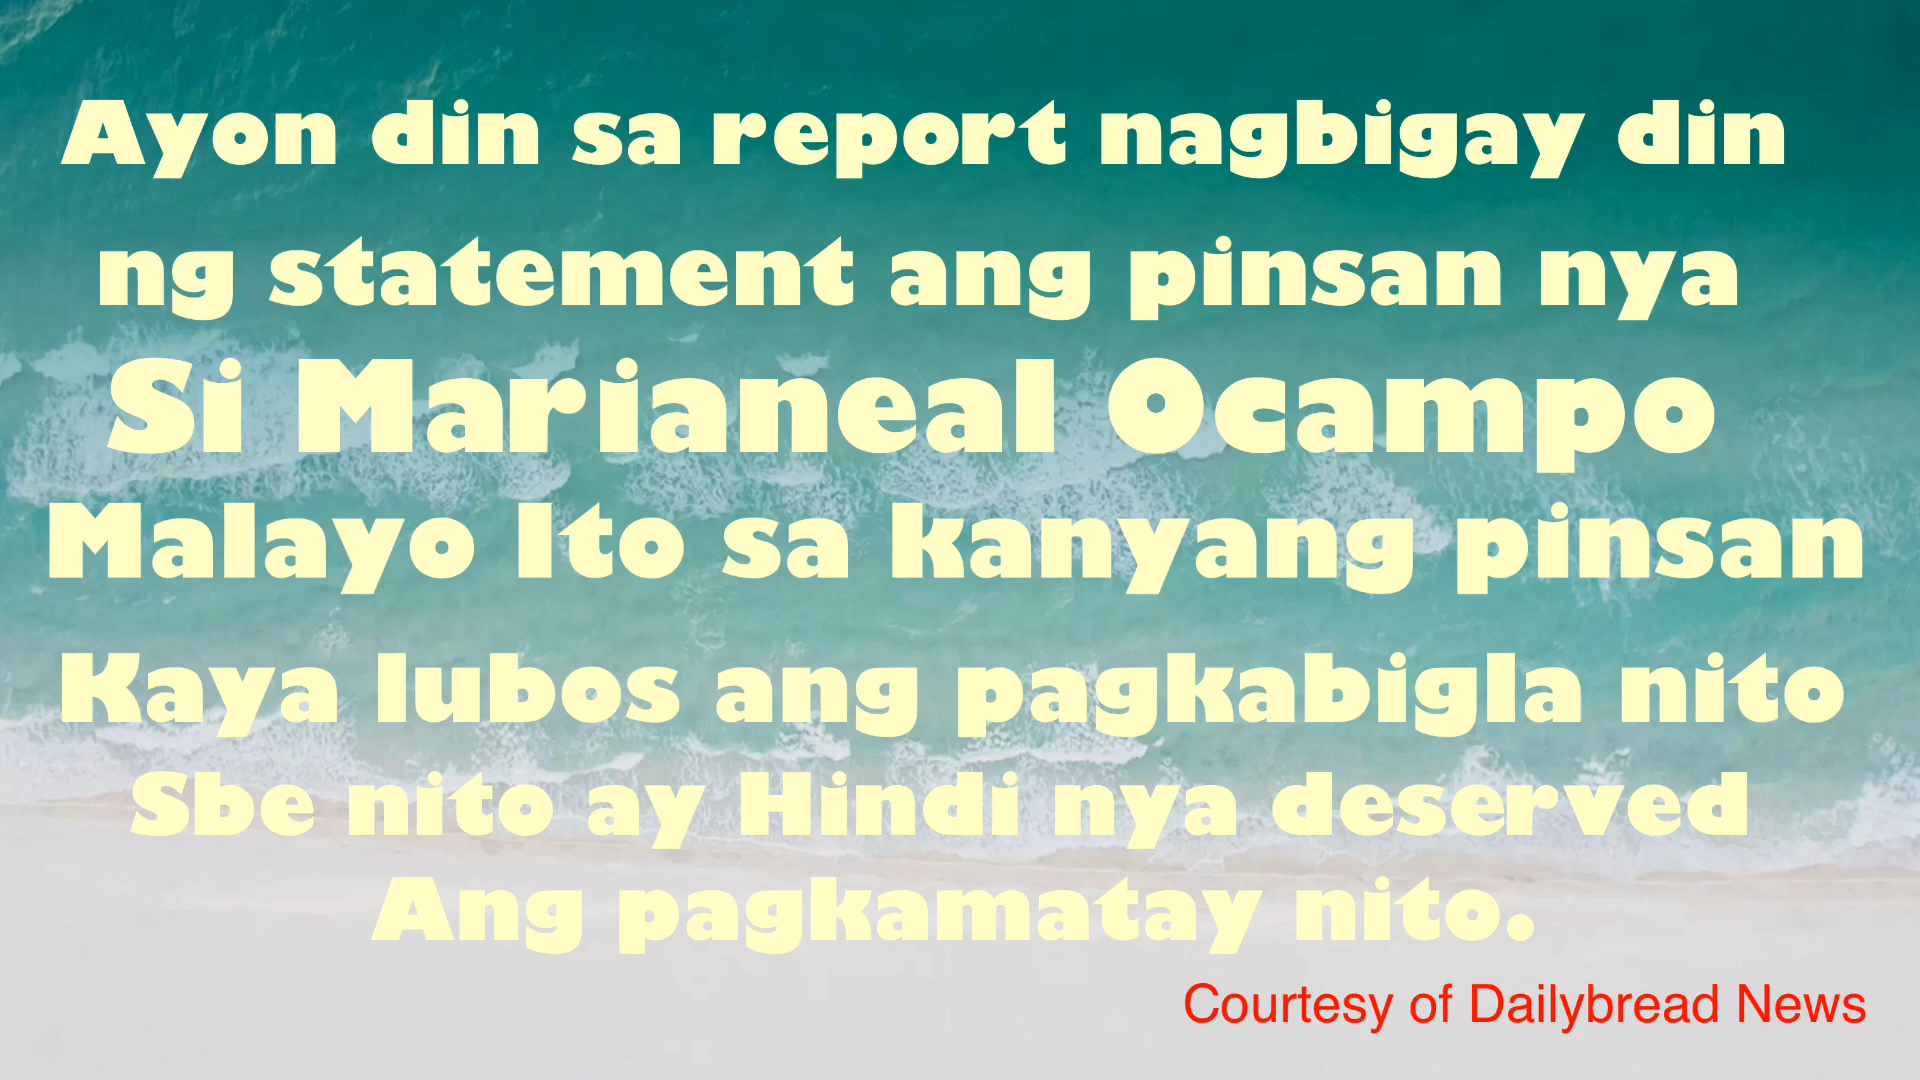 Ayon din sa report nagbigay din
ng statement ang pinsan nya
Si Marianeal Ocampo
Malayo Ito sa kanyang pinsan
Kaya lubos ang pagkabigla nito
Sbe nito ay Hindi nya deserved
Ang pagkamatay nito.
Courtesy of Dailybread News